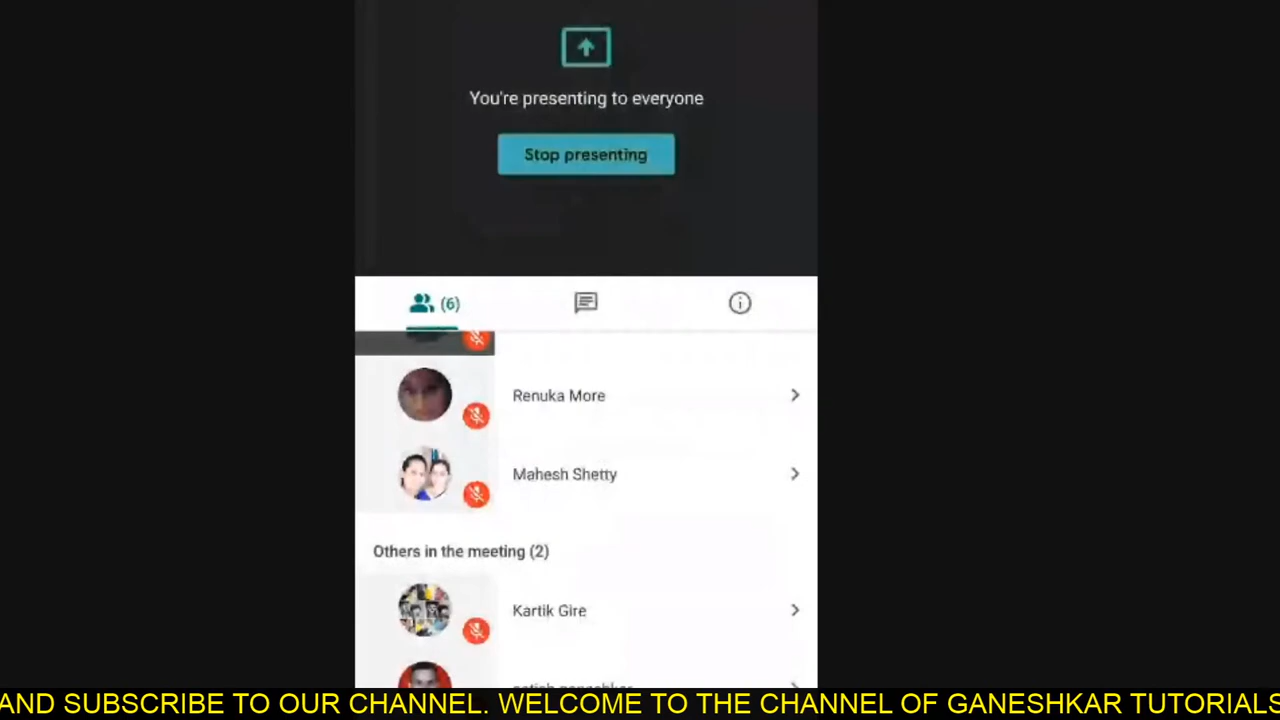 You're presenting to everyone
Stop presenting
(6)
Renuka More
Mahesh Shetty
Others in the meeting (2)
Kartik Gire
AND SUBSCRIBE TO OUR CHANNEL. WELCOME TO THE CHANNEL OF GANESHKAR TUTORIALS